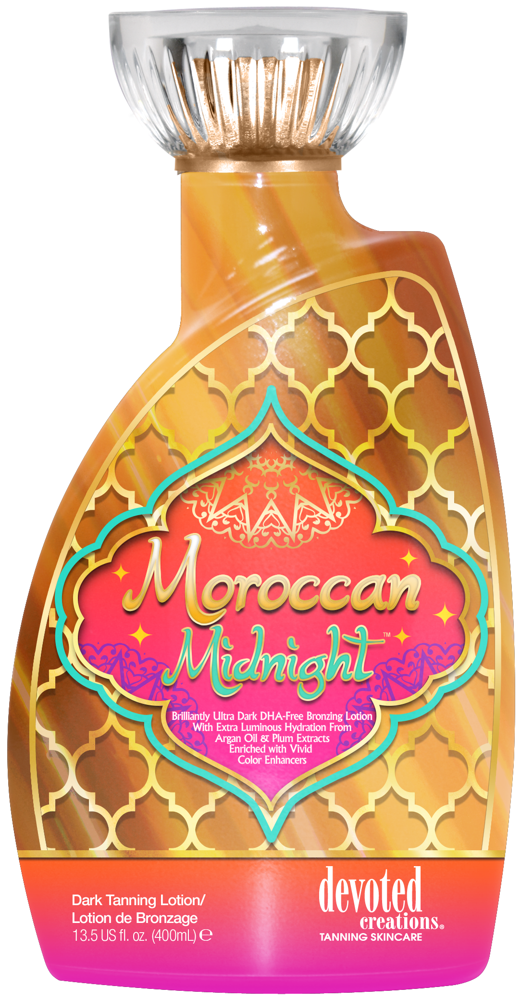 Moroccan
Midnight™
Brilliantly Ultra Dark DHA-Free Bronzing Lotion
With Extra Luminous Hydration From
Argan Oil & Plum Extracts
Enriched with Vivid
Color Enhancers
Dark Tanning Lotion/
Lotion de Bronzage
13.5 US fl. oz. (400mL) ℮
devoted
creations®
TANNING SKINCARE